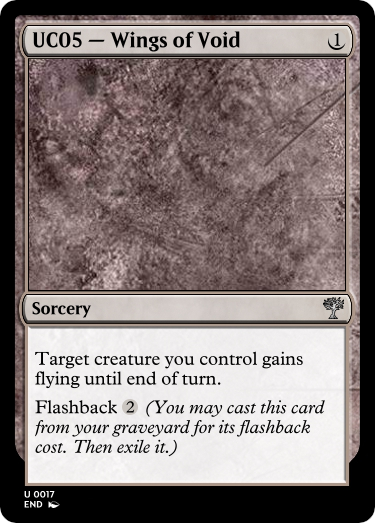 UC05 — Wings of Void 1
Sorcery
Target creature you control gains
flying until end of turn.
Flashback 2 (You may cast this card
from your graveyard for its flashback
cost. Then exile it.)
U 0017
END